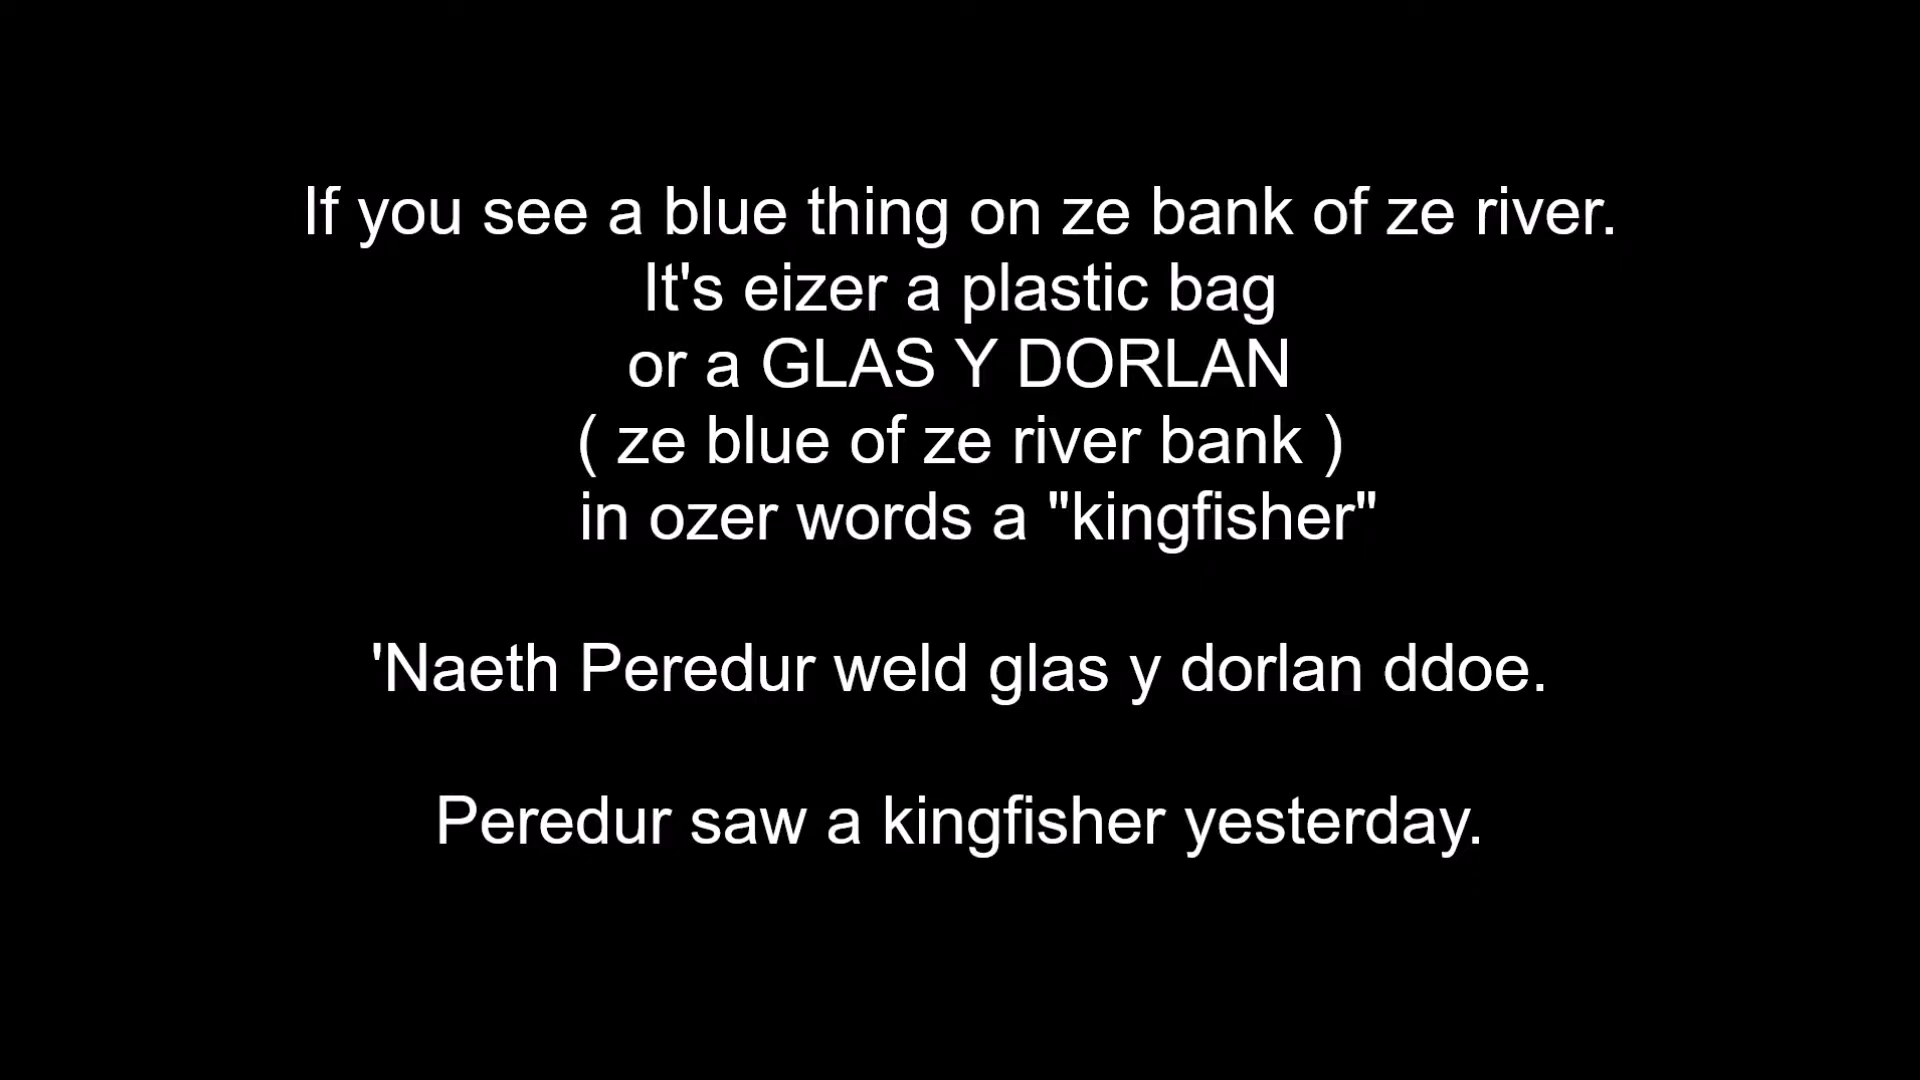 If you see a blue thing on ze bank of ze river.
It's eizer a plastic bag
or a GLAS Y DORLAN
( ze blue of ze river bank )
in ozer words a "kingfisher"
'Naeth Peredur weld glas y dorlan ddoe.
Peredur saw a kingfisher yesterday.